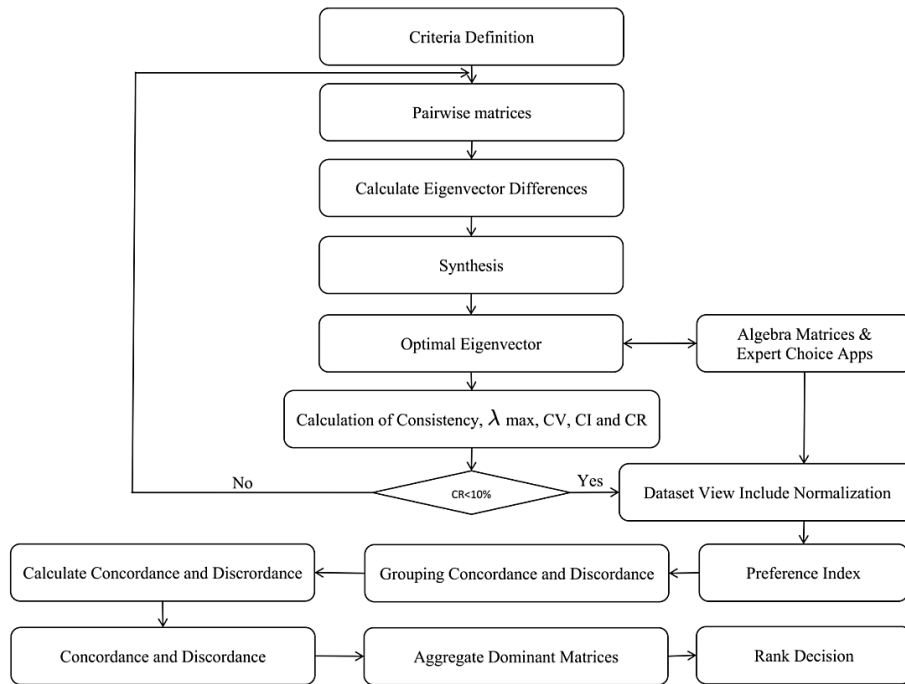 Criteria Definition
Pairwise matrices
Calculate Eigenvector Differences
Synthesis
Optimal Eigenvector
Algebra Matrices &
Expert Choice Apps
Calculation of Consistency, λ max, CV, CI and CR
No
CR<10%
Yes
Dataset View Include Normalization
Calculate Concordance and Discrordance
Grouping Concordance and Discordance
Preference Index
Concordance and Discordance
Aggregate Dominant Matrices
Rank Decision